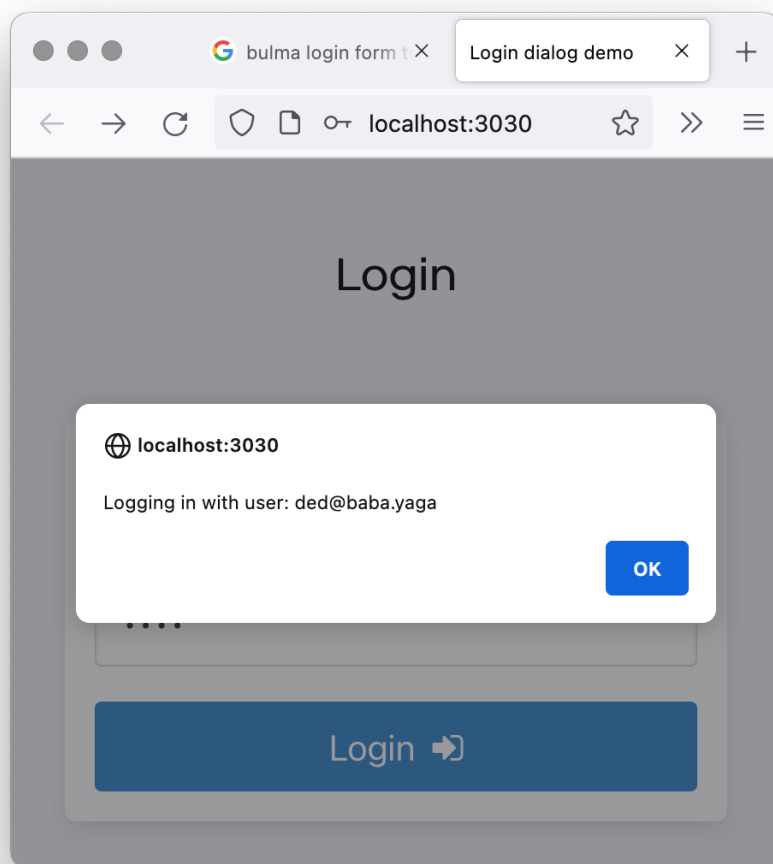 bulma login form
Login dialog demo
localhost:3030
Login
localhost:3030
Logging in with user: ded@baba.yaga
OK
Login